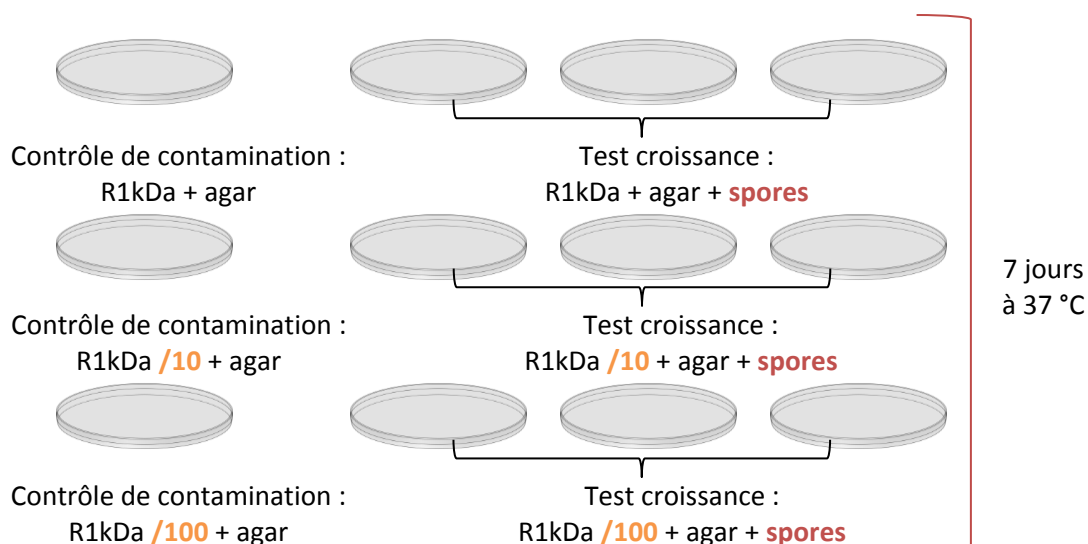 Contrôle de contamination :
R1kDa + agar
Test croissance :
R1kDa + agar + spores
Contrôle de contamination :
R1kDa /10 + agar
Test croissance :
R1kDa /10 + agar + spores
7 jours
à 37 °C
Contrôle de contamination :
R1kDa /100 + agar
Test croissance :
R1kDa /100 + agar + spores